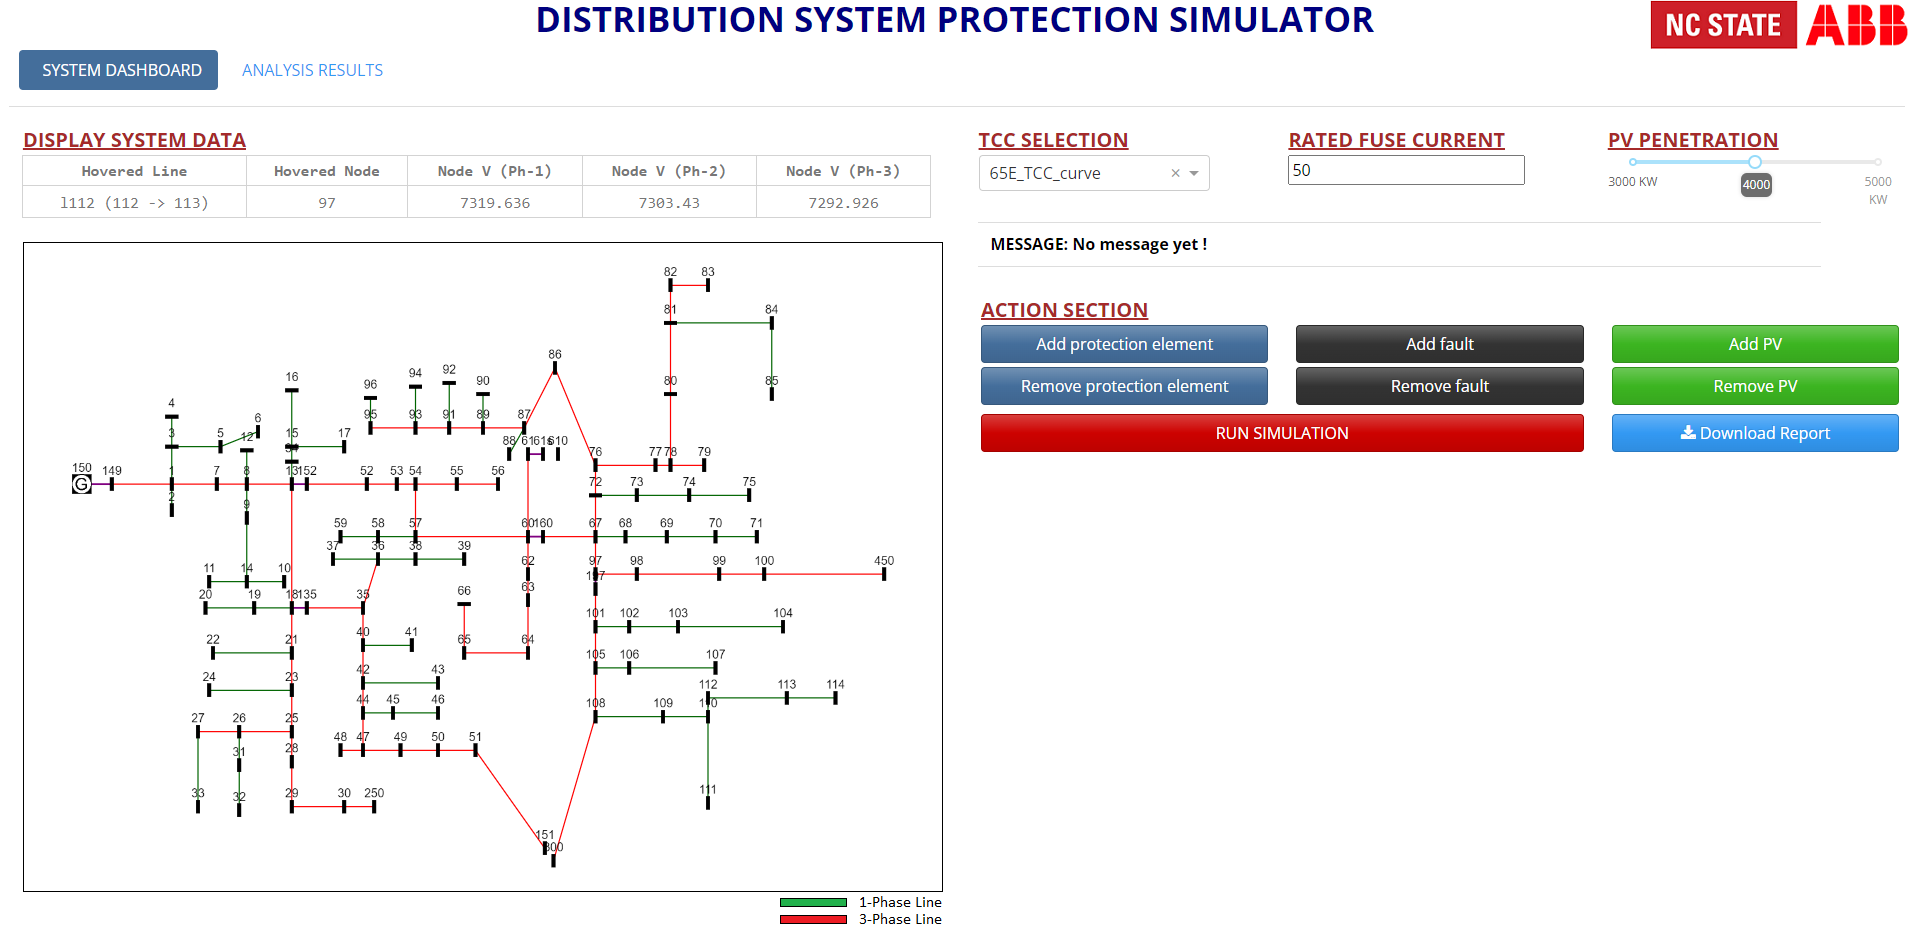 DISTRIBUTION SYSTEM PROTECTION SIMULATOR
NC STATE ABB
SYSTEM DASHBOARD ANALYSIS RESULTS
DISPLAY SYSTEM DATA
Hovered Line Hovered Node Node V (Ph-1) Node V (Ph-2) Node V (Ph-3)
l112 (112 -> 113) 97 7319.636 7303.43 7292.926
TCC SELECTION RATED FUSE CURRENT PV PENETRATION
65E_TCC_curve × 50
3000 KW 4000 5000
KW
MESSAGE: No message yet !
ACTION SECTION
Add protection element Add fault Add PV
Remove protection element Remove fault Remove PV
RUN SIMULATION Download Report
82 83
81 84
86
80 85
16 96 94 92 90
4 6 95 93 91 89 87
3 5 12 15 17 88 61 61s 610
76 77 78 79
150 149 1 7 8 13 152 52 53 54 55 56
G
2 72 73 74 75
9
59 58 57 60 160 67 68 69 70 71
37 36 38 39
62 97 98 99 100 450
11 14 10
63
20 19 18 135 35 66
101 102 103 104
22 21 40 41 65 64
105 106 107
24 23 42 43
112 113 114
44 45 46 108 109 110
27 26 25
48 47 49 50 51
31 28
33 32 29 30 250 111
151
300
1-Phase Line
3-Phase Line